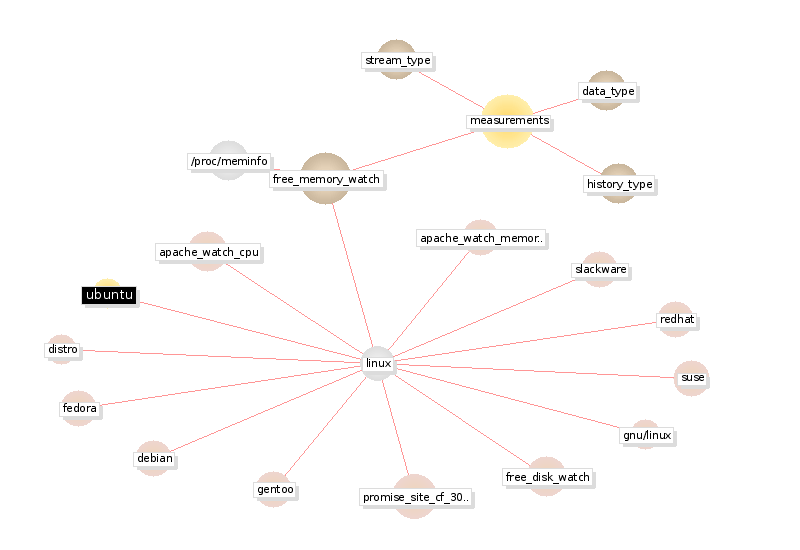 stream_type
data_type
measurements
/proc/meminfo
free_memory_watch
history_type
apache_watch_cpu
apache_watch_memor..
slackware
ubuntu
redhat
distro
linux
suse
fedora
gnu/linux
debian
free_disk_watch
gentoo
promise_site_cf_30..